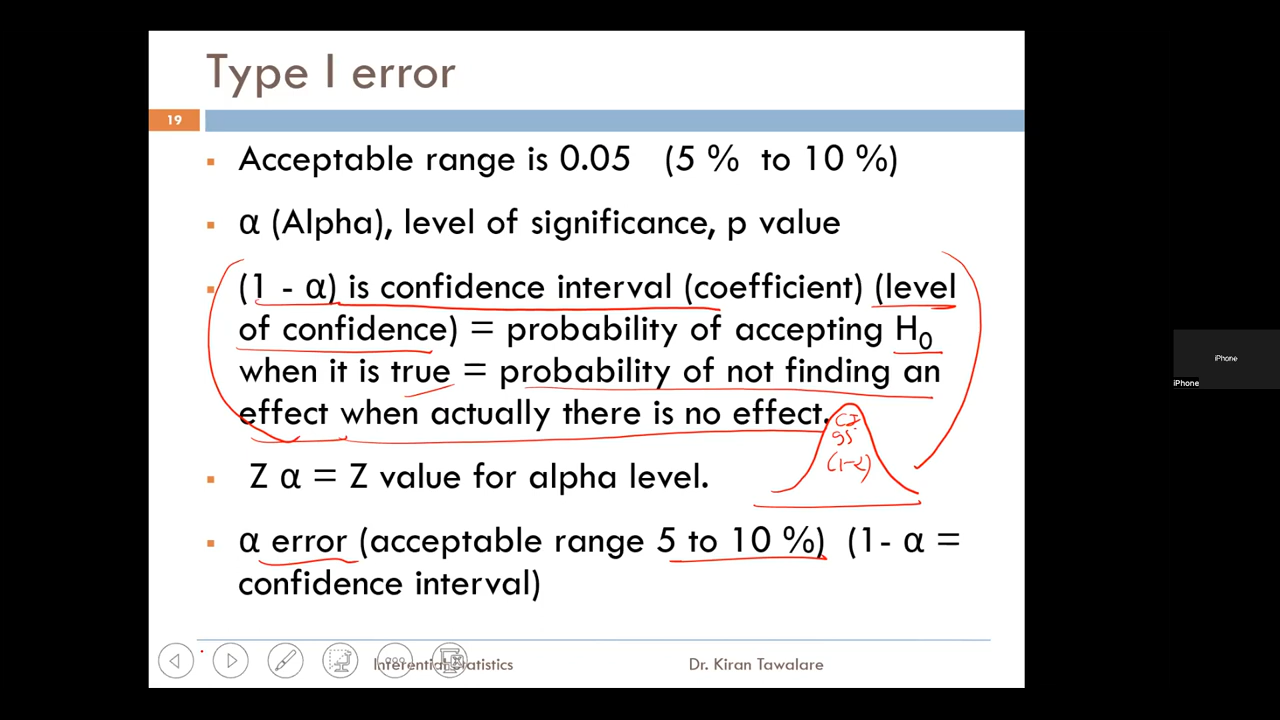 Type I error
19
Acceptable range is 0.05 (5 % to 10 %)
α (Alpha), level of significance, p value
(1 - α) is confidence interval (coefficient) (level
of confidence) = probability of accepting H₀
when it is true = probability of not finding an
effect when actually there is no effect.
CI
95
(1-α)
Z α = Z value for alpha level.
α error (acceptable range 5 to 10 %) (1- α =
confidence interval)
Inferential Statistics
Dr. Kiran Tawalare
iPhone
iPhone